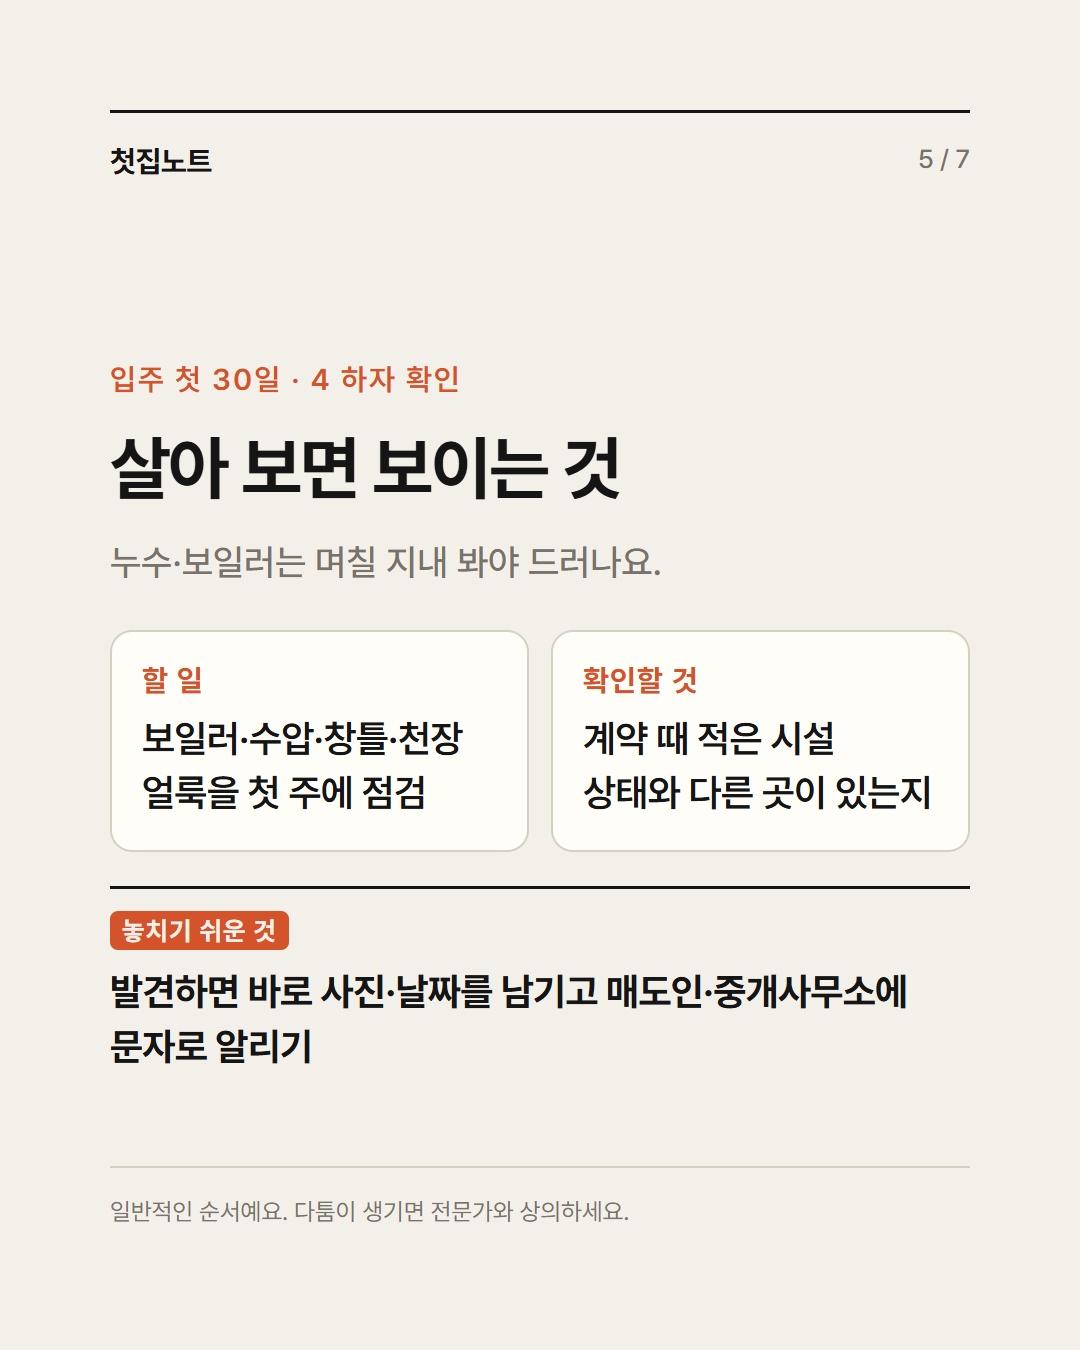 첫집노트
5 / 7
입주 첫 30일 · 4 하자 확인
살아 보면 보이는 것
누수·보일러는 며칠 지내 봐야 드러나요.
할 일
보일러·수압·창틀·천장
얼룩을 첫 주에 점검
확인할 것
계약 때 적은 시설
상태와 다른 곳이 있는지
놓치기 쉬운 것
발견하면 바로 사진·날짜를 남기고 매도인·중개사무소에
문자로 알리기
일반적인 순서예요. 다툼이 생기면 전문가와 상의하세요.